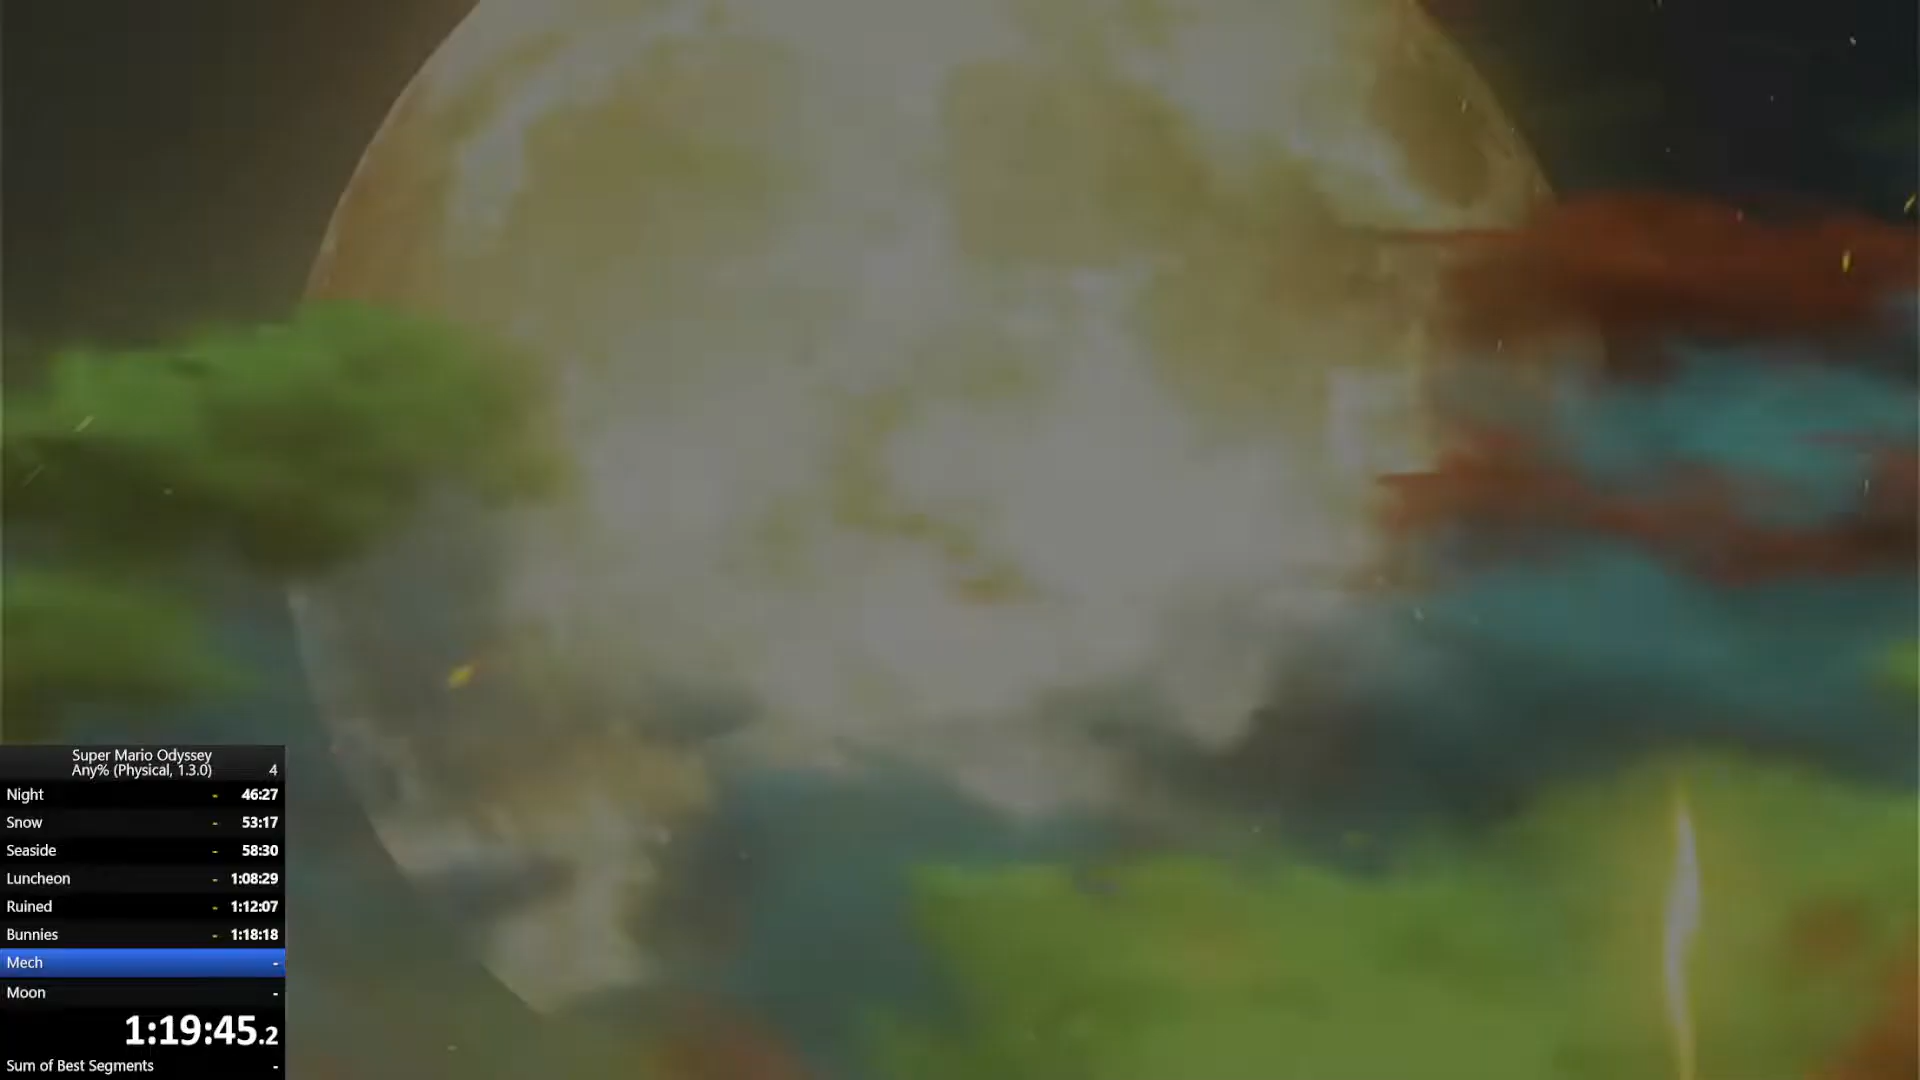 Super Mario Odyssey
Any% (Physical, 1.3.0) 4
Night - 46:27
Snow - 53:17
Seaside - 58:30
Luncheon - 1:08:29
Ruined - 1:12:07
Bunnies - 1:18:18
Mech -
Moon -
1:19:45.2
Sum of Best Segments -